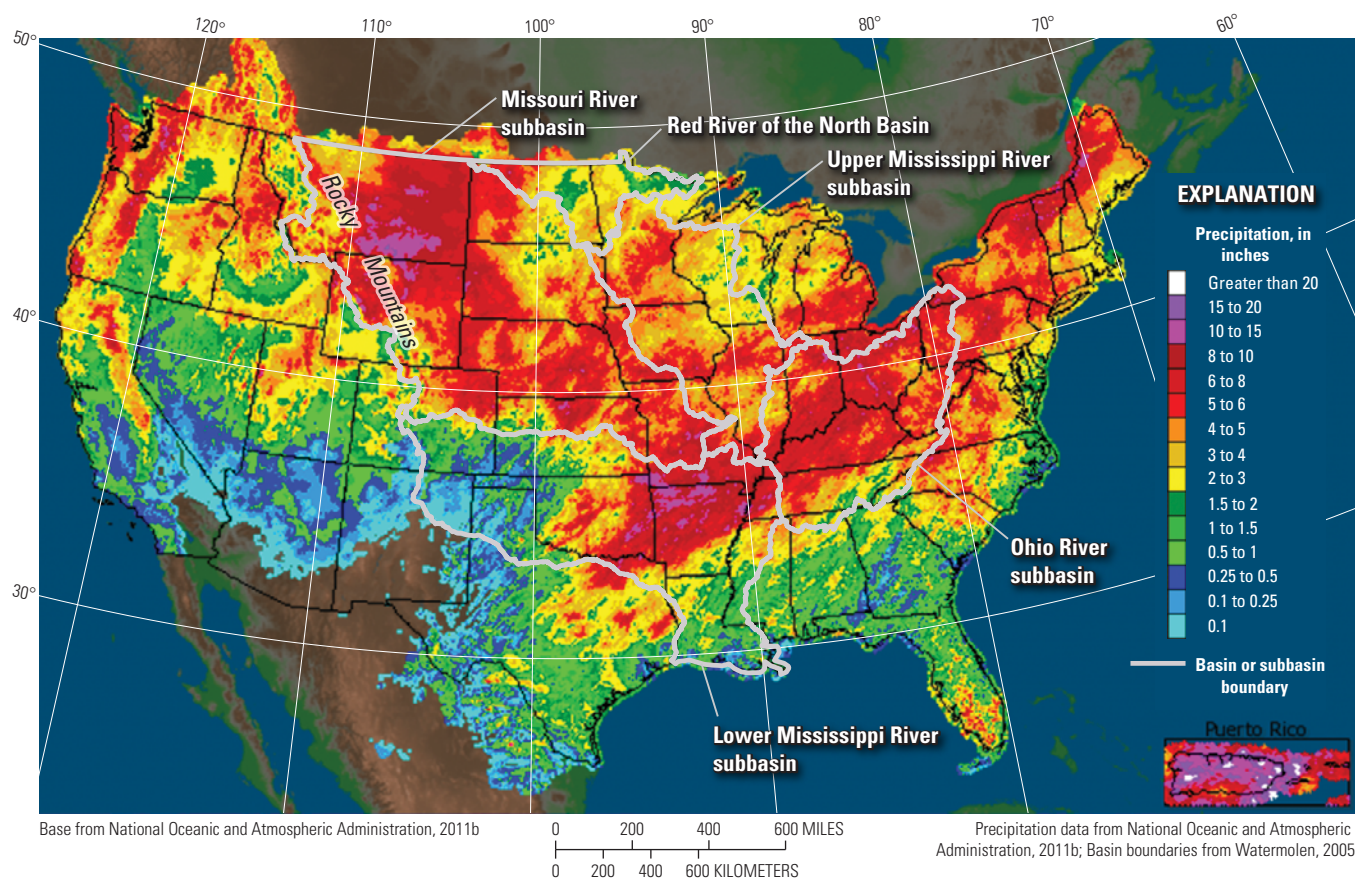 120°
110°
100°
90°
80°
70°
60°
50°
40°
30°
Missouri River
subbasin
Red River of the North Basin
Upper Mississippi River
subbasin
Rocky
Mountains
Ohio River
subbasin
Lower Mississippi River
subbasin
EXPLANATION
Precipitation, in
inches
Greater than 20
15 to 20
10 to 15
8 to 10
6 to 8
5 to 6
4 to 5
3 to 4
2 to 3
1.5 to 2
1 to 1.5
0.5 to 1
0.25 to 0.5
0.1 to 0.25
0.1
Basin or subbasin
boundary
Puerto Rico
Base from National Oceanic and Atmospheric Administration, 2011b
0 200 400 600 MILES
0 200 400 600 KILOMETERS
Precipitation data from National Oceanic and Atmospheric
Administration, 2011b; Basin boundaries from Watermolen, 2005